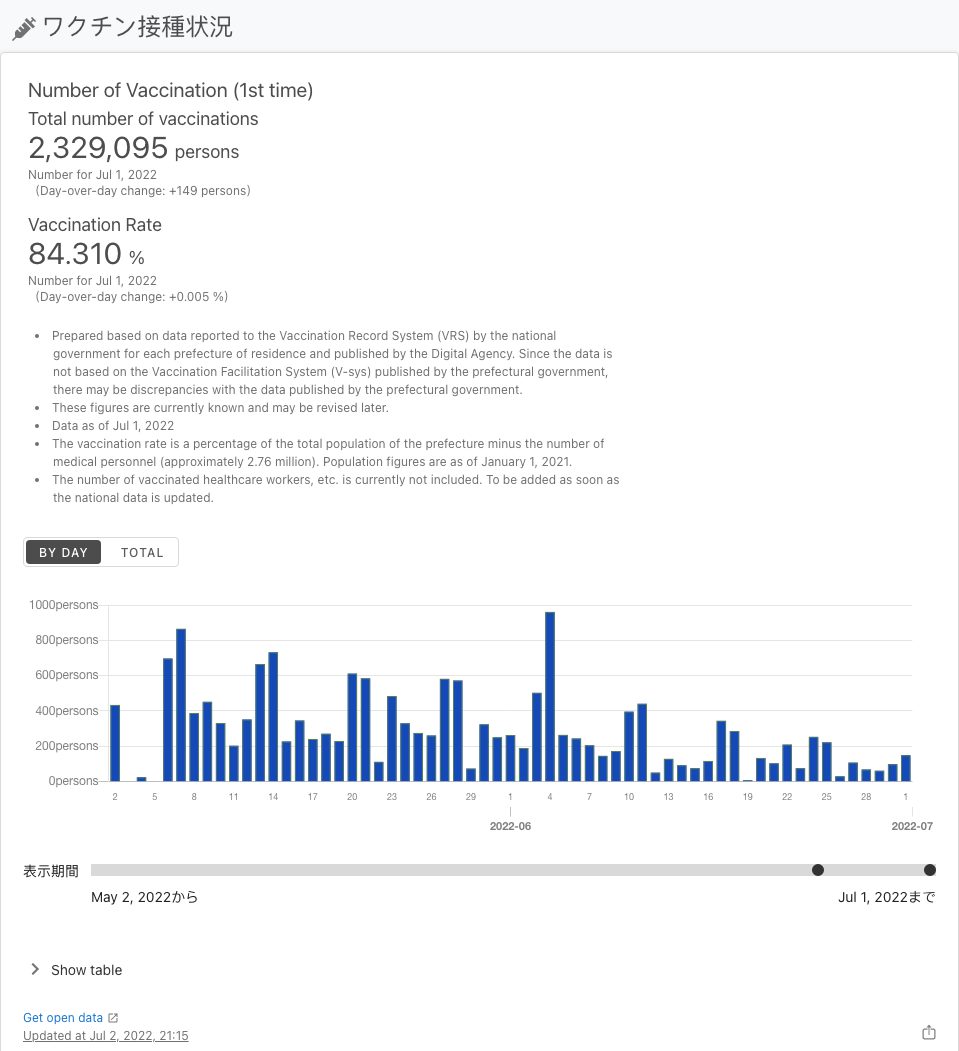 ワクチン接種状況
Number of Vaccination (1st time)
Total number of vaccinations
2,329,095 persons
Number for Jul 1, 2022
(Day-over-day change: +149 persons)
Vaccination Rate
84.310 %
Number for Jul 1, 2022
(Day-over-day change: +0.005 %)
• Prepared based on data reported to the Vaccination Record System (VRS) by the national
government for each prefecture of residence and published by the Digital Agency. Since the data is
not based on the Vaccination Facilitation System (V-sys) published by the prefectural government,
there may be discrepancies with the data published by the prefectural government.
• These figures are currently known and may be revised later.
• Data as of Jul 1, 2022
• The vaccination rate is a percentage of the total population of the prefecture minus the number of
medical personnel (approximately 2.76 million). Population figures are as of January 1, 2021.
• The number of vaccinated healthcare workers, etc. is currently not included. To be added as soon as
the national data is updated.
BY DAY TOTAL
1000persons
800persons
600persons
400persons
200persons
0persons
2 5 8 11 14 17 20 23 26 29 1 4 7 10 13 16 19 22 25 28 1
2022-06 2022-07
表示期間
May 2, 2022から Jul 1, 2022まで
Show table
Get open data
Updated at Jul 2, 2022, 21:15